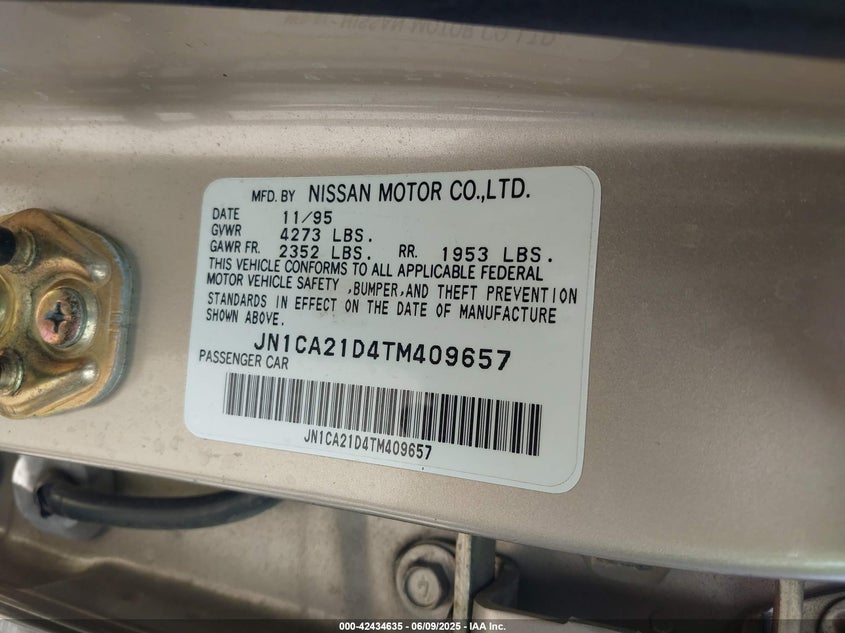 MFD. BY NISSAN MOTOR CO.,LTD.
DATE 11/95
GVWR 4273 LBS.
GAWR FR. 2352 LBS. RR. 1953 LBS.
THIS VEHICLE CONFORMS TO ALL APPLICABLE FEDERAL
MOTOR VEHICLE SAFETY ,BUMPER,AND THEFT PREVENTION
STANDARDS IN EFFECT ON THE DATE OF MANUFACTURE
SHOWN ABOVE.
JN1CA21D4TM409657
PASSENGER CAR
JN1CA21D4TM409657
000-42434635 - 06/09/2025 - IAA Inc.